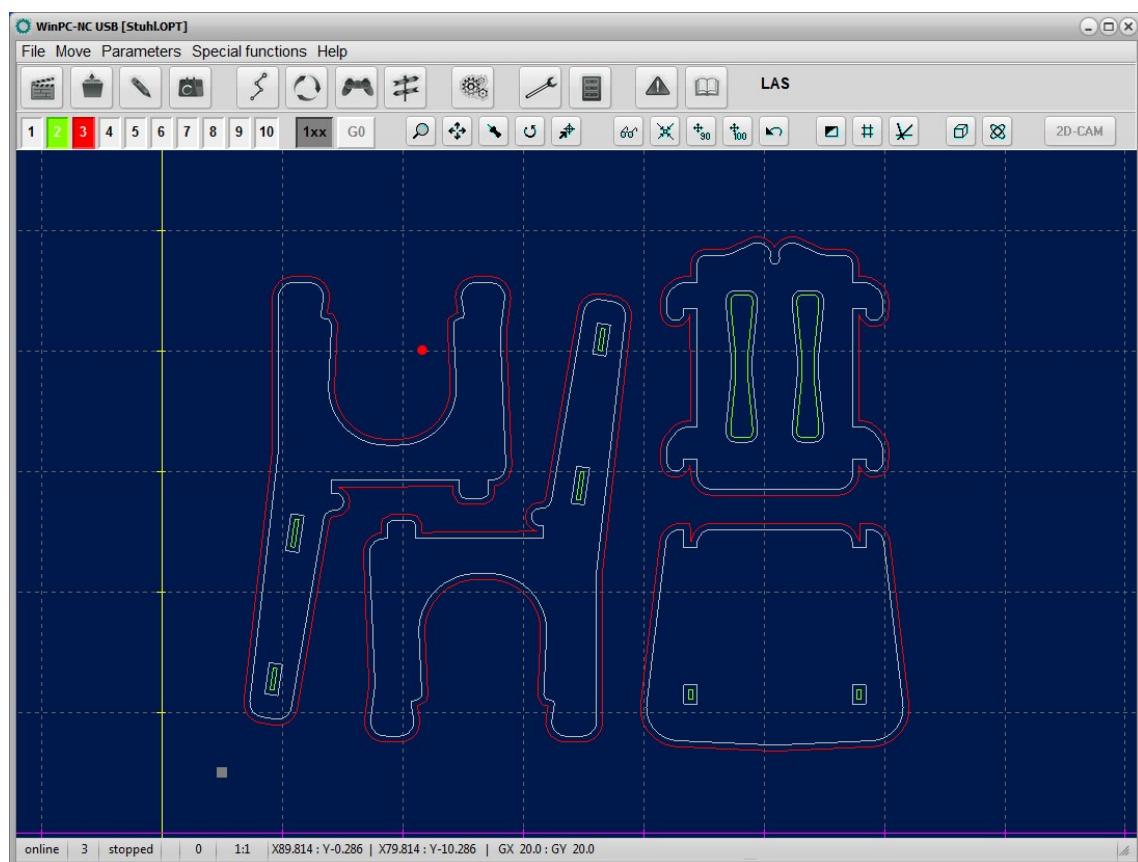 WinPC-NC USB [Stuhl.OPT]
File Move Parameters Special functions Help
LAS
1 2 3 4 5 6 7 8 9 10 1xx G0 90 100 2D-CAM
online 3 stopped 0 1:1 X89.814 : Y-0.286 | X79.814 : Y-10.286 | GX 20.0 : GY 20.0